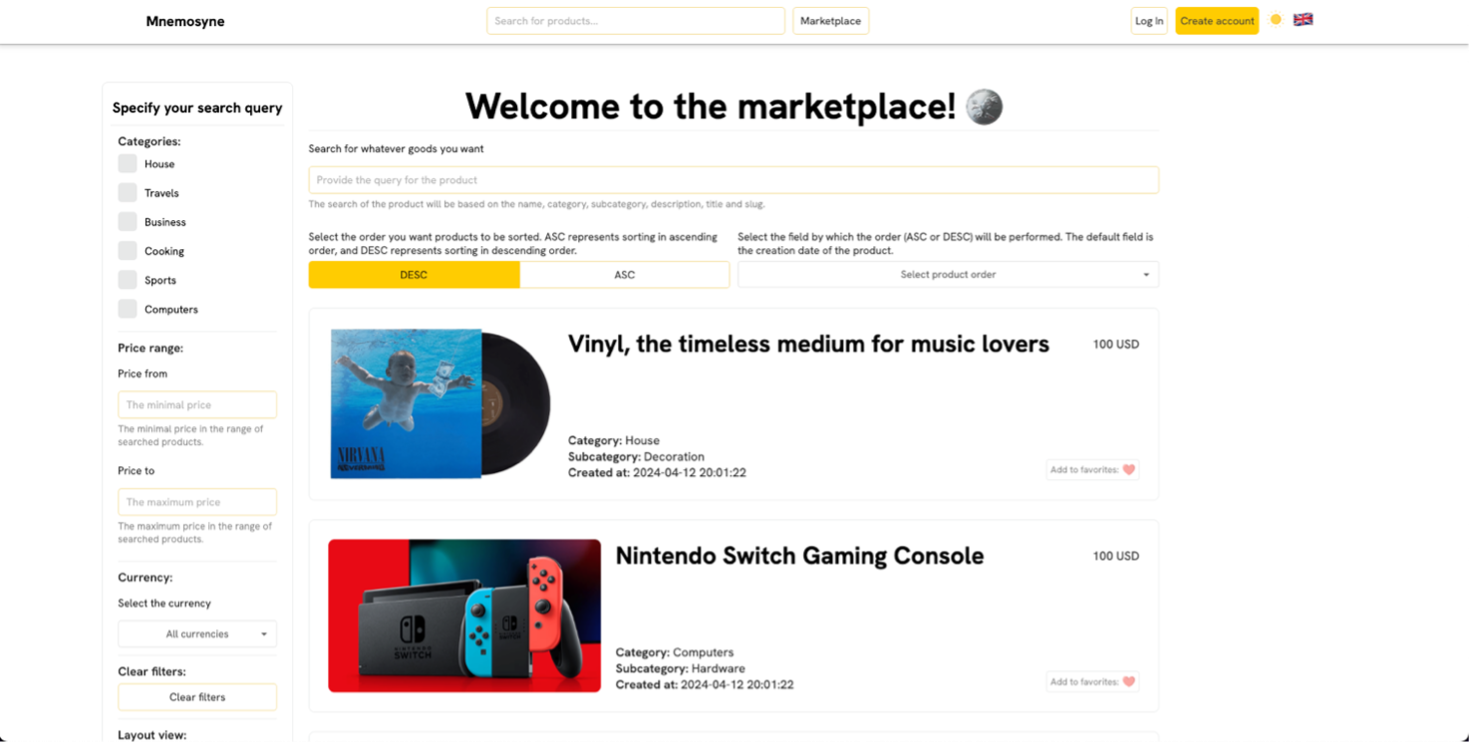 Mnemosyne
Search for products...
Marketplace
Log In
Create account
Specify your search query
Categories:
House
Travels
Business
Cooking
Sports
Computers
Price range:
Price from
The minimal price
The minimal price in the range of
searched products.
Price to
The maximum price
The maximum price in the range of
searched products.
Currency:
Select the currency
All currencies
Clear filters:
Clear filters
Layout view:
Welcome to the marketplace!
Search for whatever goods you want
Provide the query for the product
The search of the product will be based on the name, category, subcategory, description, title and slug.
Select the order you want products to be sorted. ASC represents sorting in ascending
order, and DESC represents sorting in descending order.
DESC
ASC
Select the field by which the order (ASC or DESC) will be performed. The default field is
the creation date of the product.
Select product order
NIRVANA
NEVERMIND
Vinyl, the timeless medium for music lovers
100 USD
Category: House
Subcategory: Decoration
Created at: 2024-04-12 20:01:22
Add to favorites:
NINTENDO
SWITCH
Nintendo Switch Gaming Console
100 USD
Category: Computers
Subcategory: Hardware
Created at: 2024-04-12 20:01:22
Add to favorites: